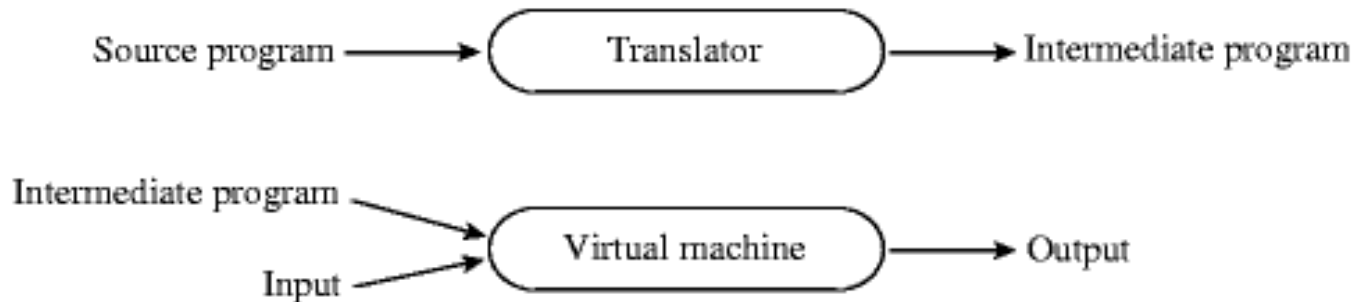 Source program Translator Intermediate program
Intermediate program
Virtual machine Output
Input